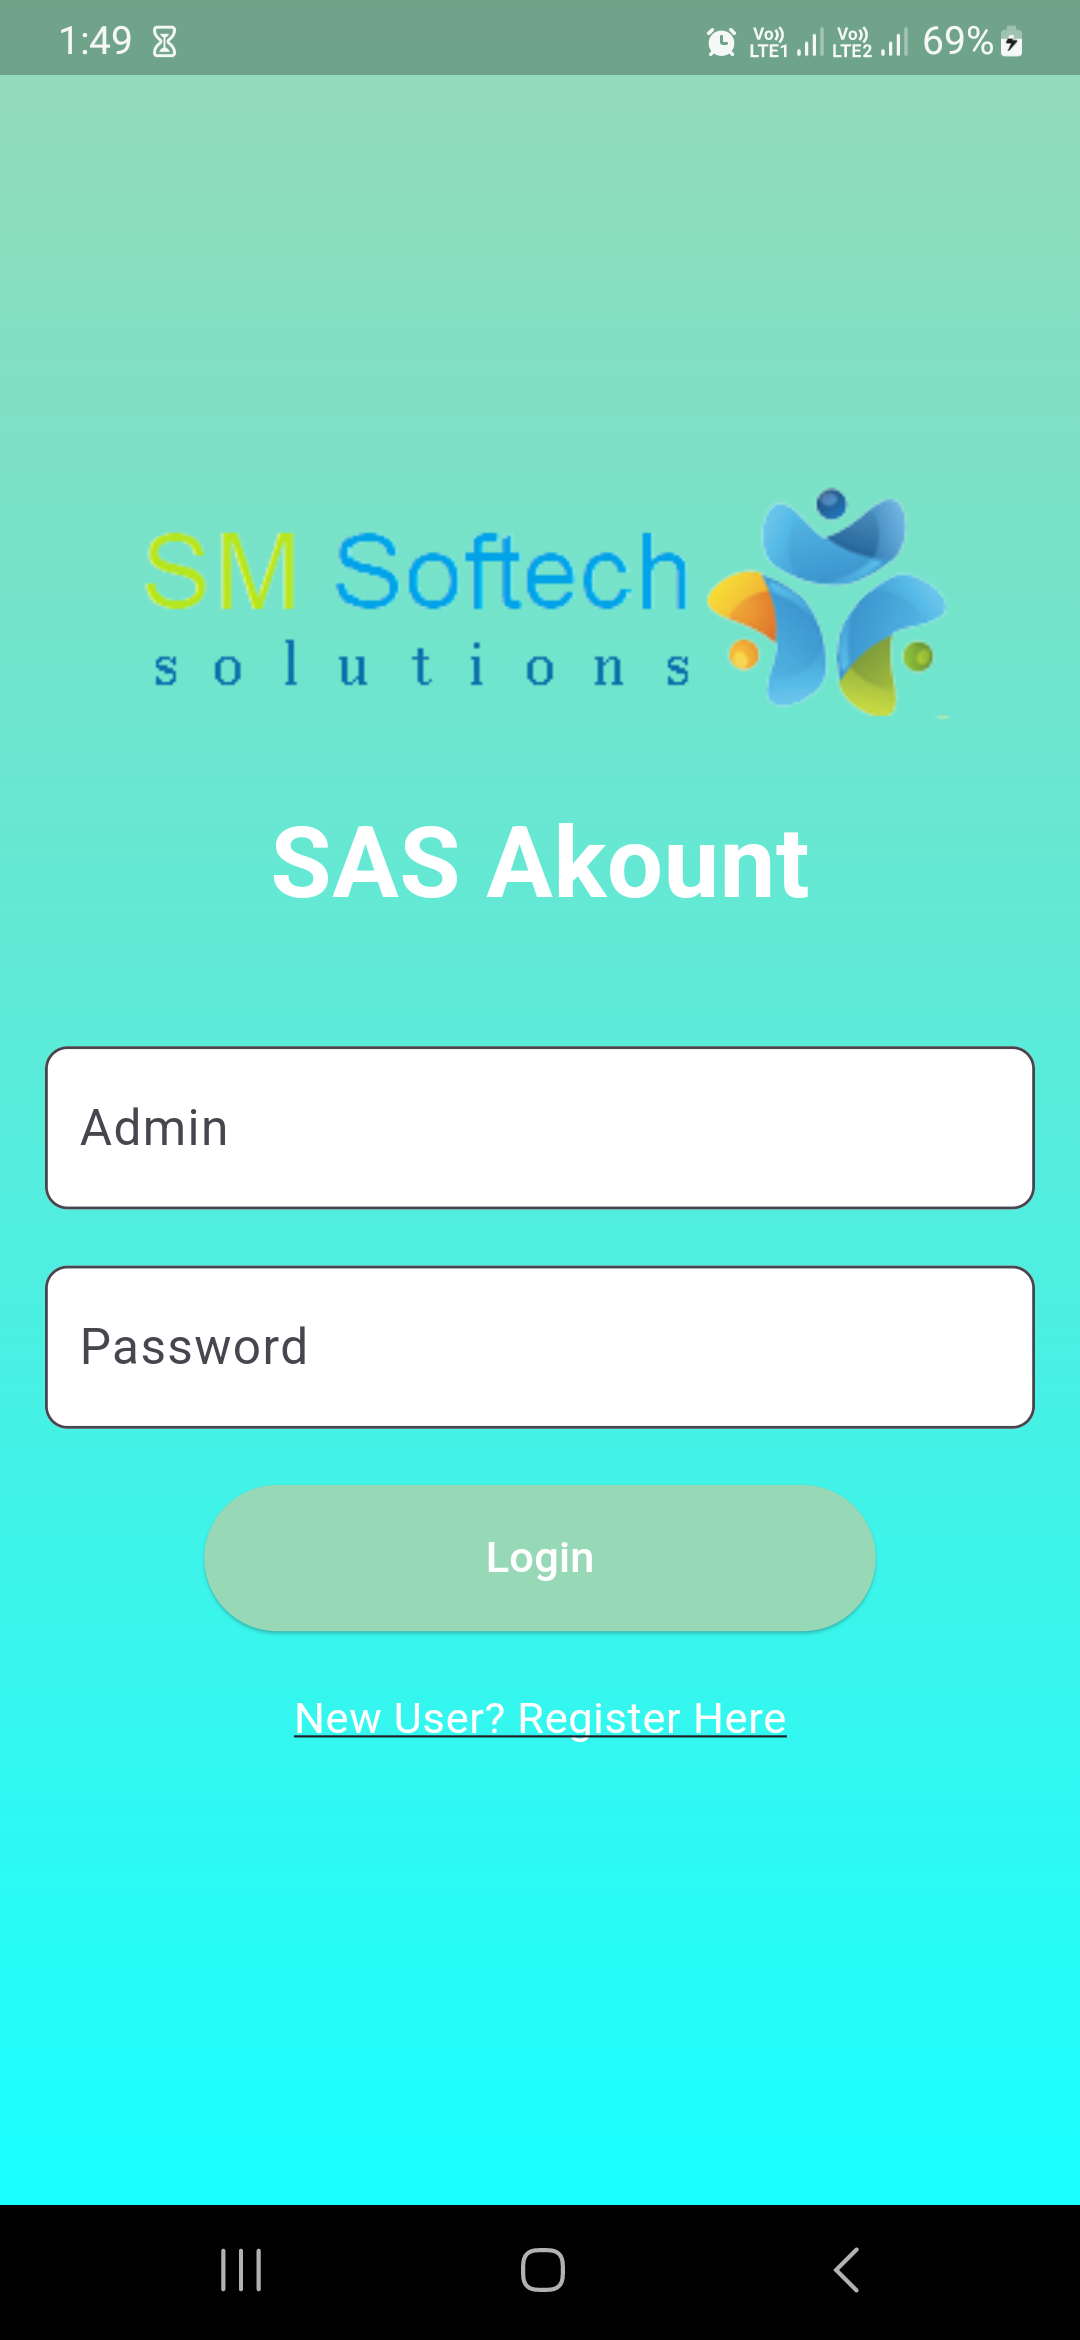 1:49
Vo)) LTE1 Vo)) LTE2 69%
SM Softech
solutions
SAS Akount
Admin
Password
Login
New User? Register Here